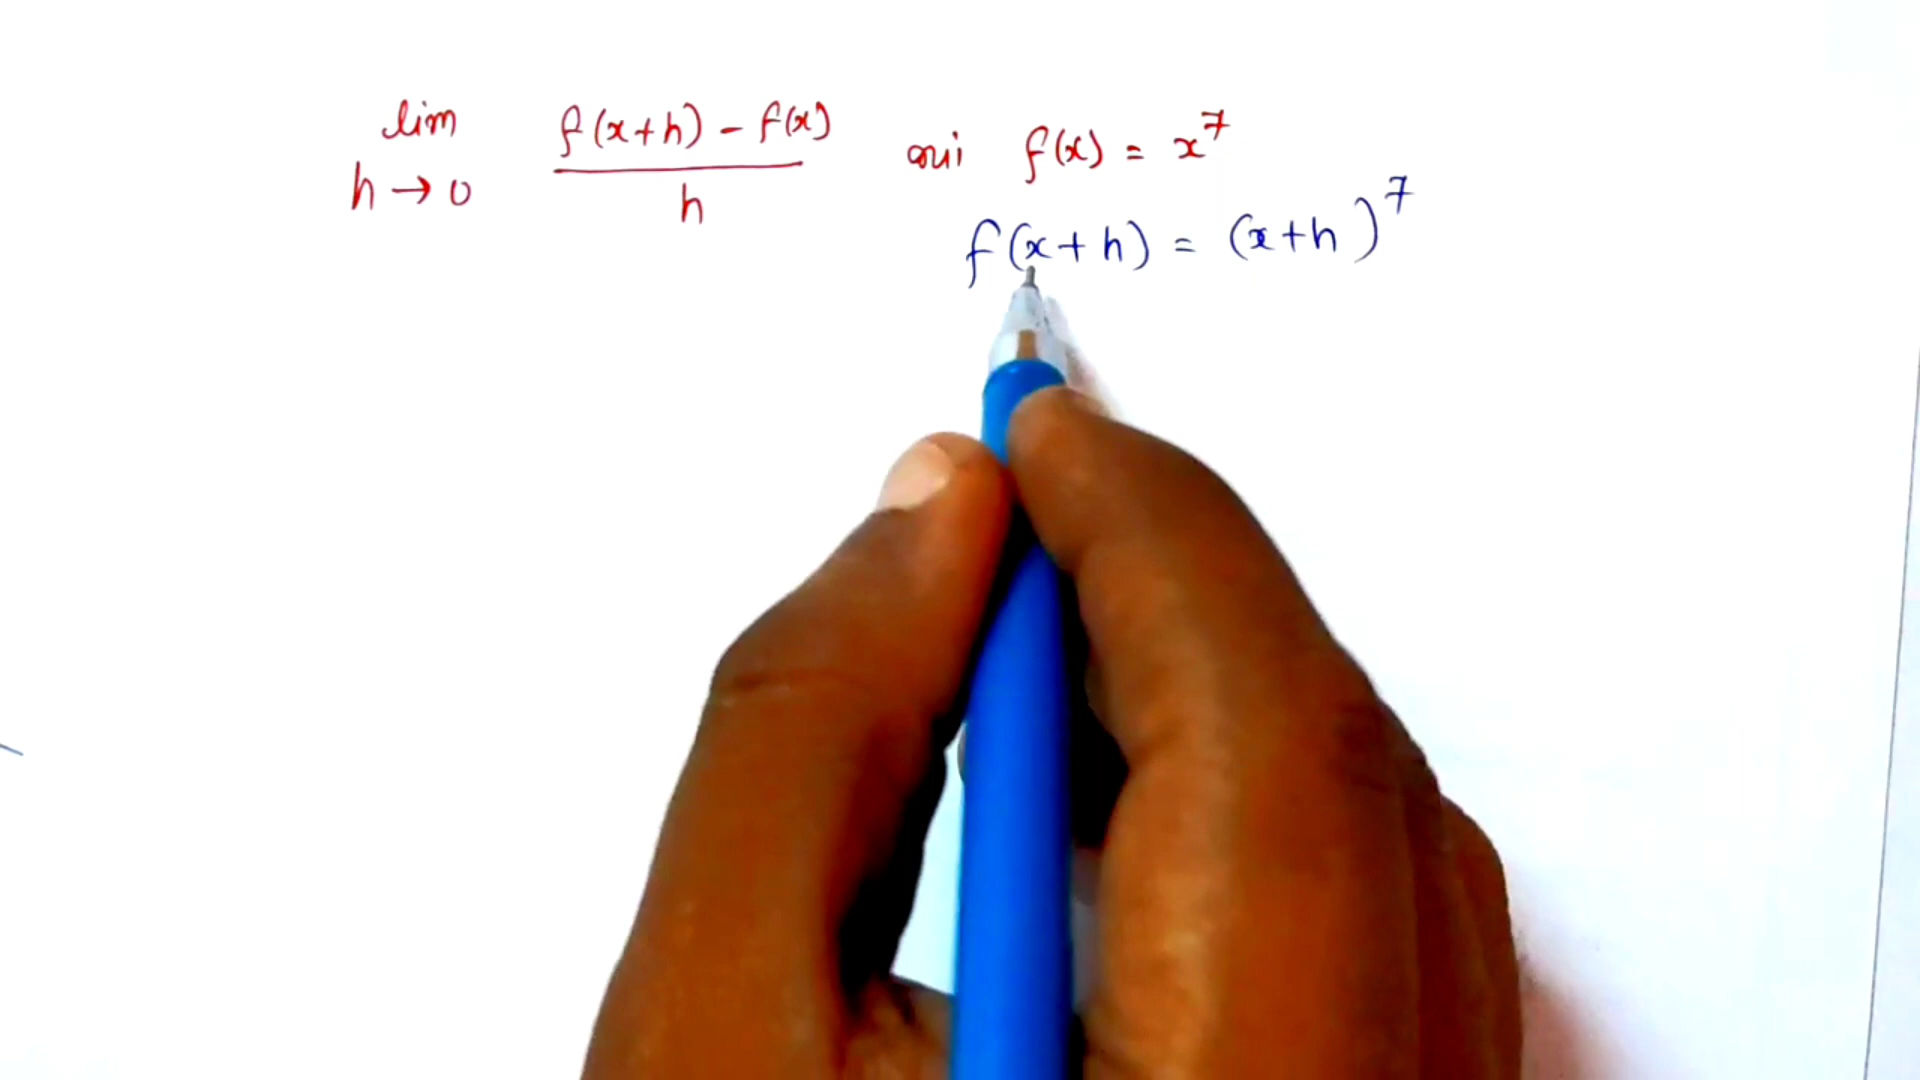 lim h→0 f(x+h) - f(x) / h f(x) = x⁷
f(x+h) = (x+h)⁷